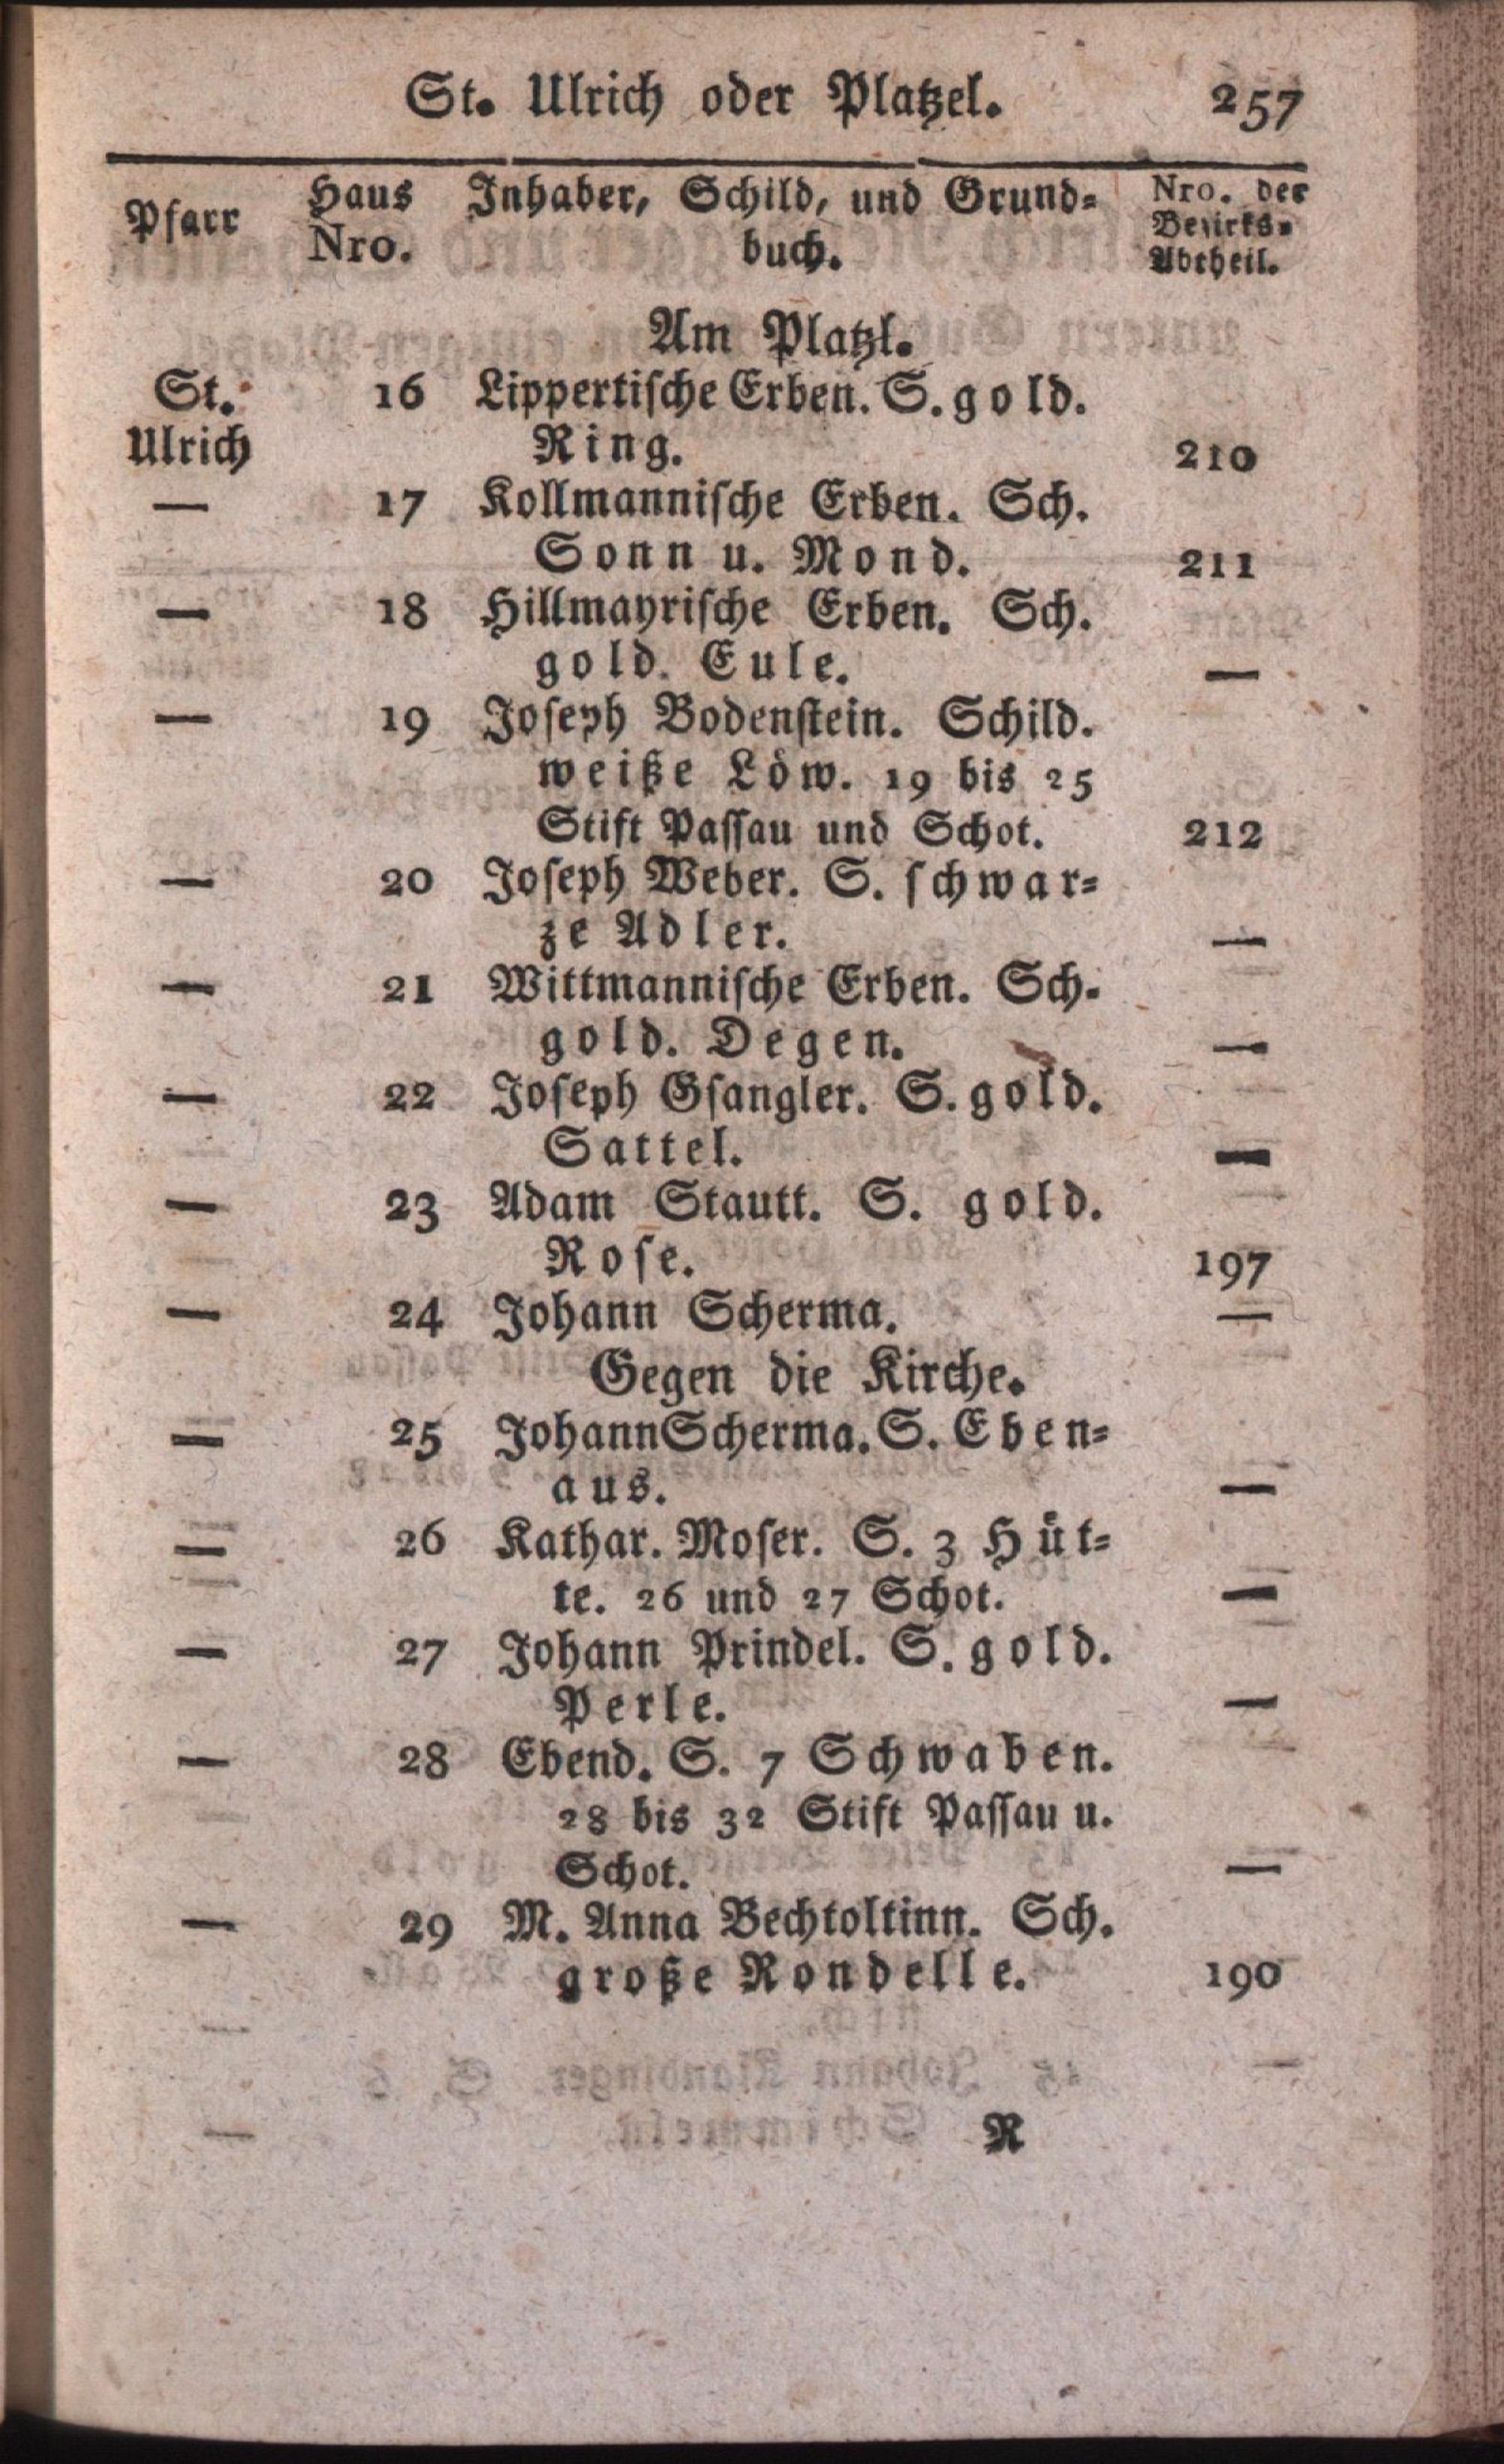 St. Ulrich oder Platzel. 257
Pfarr Haus Nro. Inhaber, Schild, und Grund= buch. Nro. der Bezirks= Abtheil.
Am Platzl.
St. 16 Lippertische Erben. S. gold.
Ulrich Ring. 210
— 17 Kollmannische Erben. Sch.
Sonn u. Mond. 211
— 18 Hillmayrische Erben. Sch.
gold. Eule. —
— 19 Joseph Bodenstein. Schild.
weiße Löw. 19 bis 25
Stift Passau und Schot. 212
— 20 Joseph Weber. S. schwar=
ze Adler. —
— 21 Wittmannische Erben. Sch.
gold. Degen. —
— 22 Joseph Gsangler. S. gold.
Sattel. —
— 23 Adam Stautt. S. gold.
Rose. 197
— 24 Johann Scherma. —
Gegen die Kirche.
— 25 Johann Scherma. S. Eben=
aus. —
— 26 Kathar. Moser. S. 3 Hüt=
te. 26 und 27 Schot. —
— 27 Johann Prindel. S. gold.
Perle. —
— 28 Ebend. S. 7 Schwaben.
28 bis 32 Stift Passau u.
Schot. —
— 29 M. Anna Bechtoltinn. Sch.
große Rondelle. 190
R